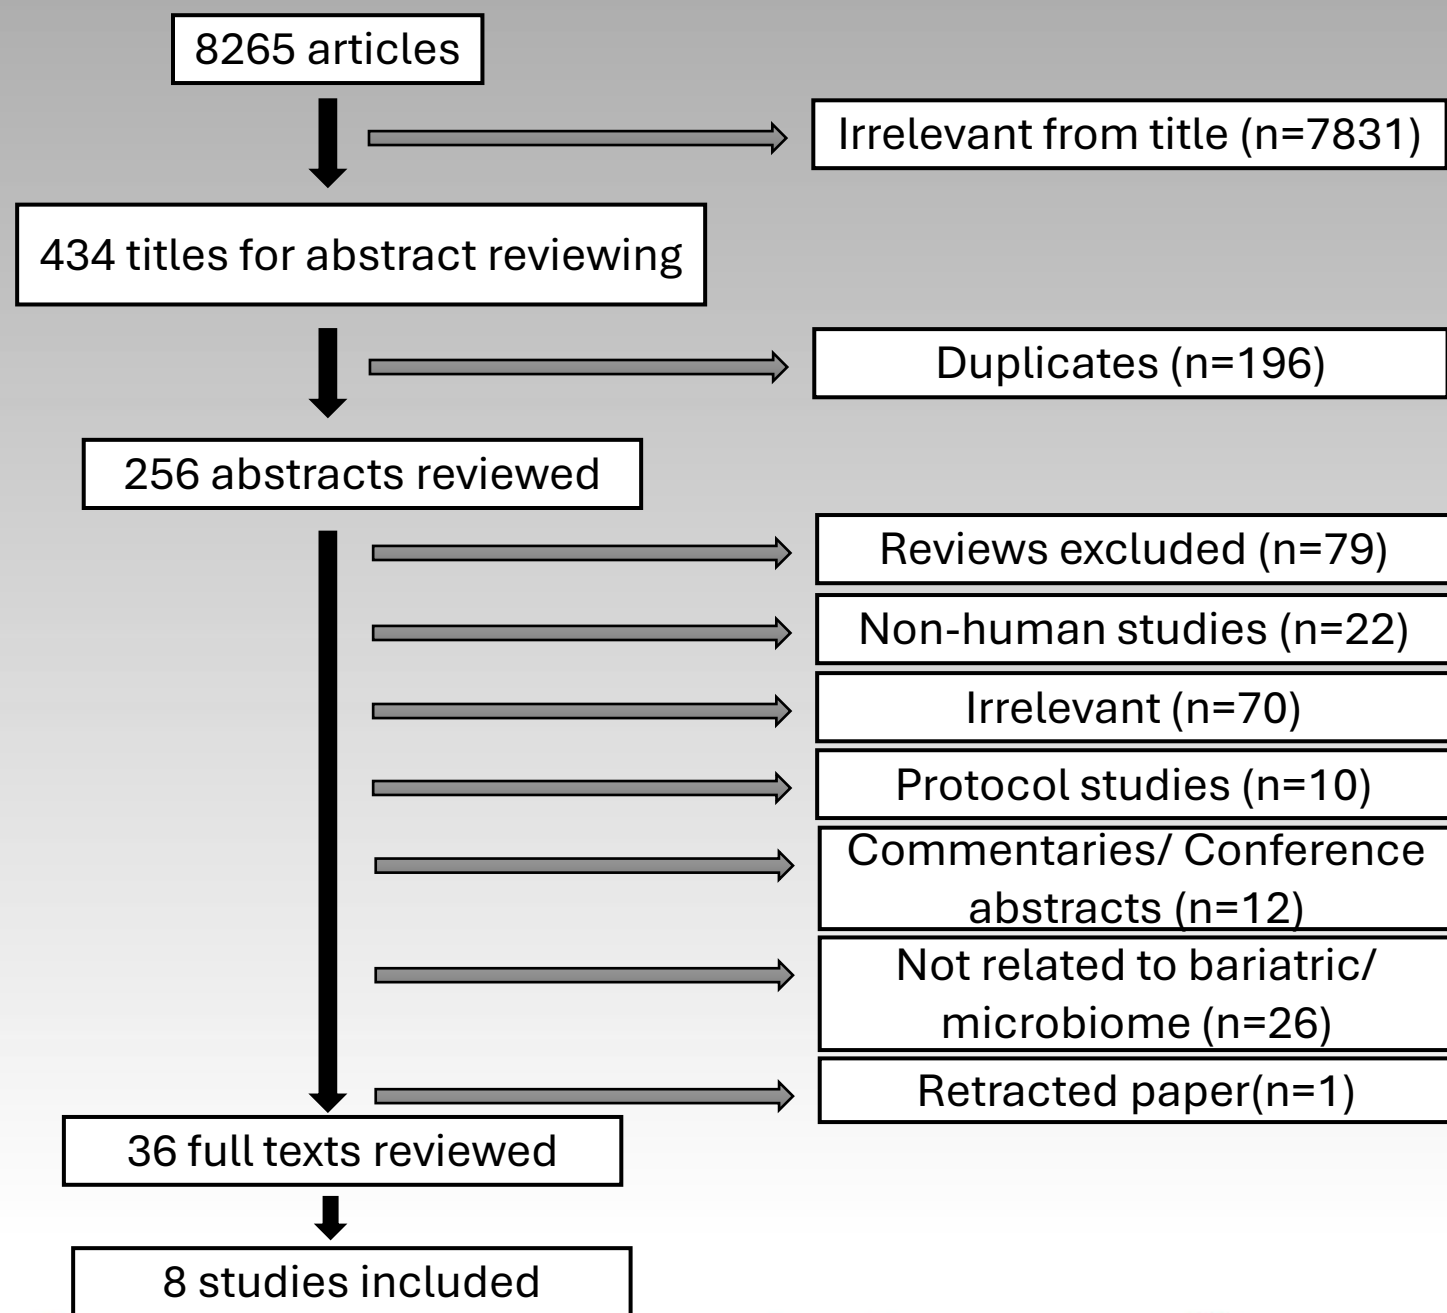 8265 articles
Irrelevant from title (n=7831)
434 titles for abstract reviewing
Duplicates (n=196)
256 abstracts reviewed
Reviews excluded (n=79)
Non-human studies (n=22)
Irrelevant (n=70)
Protocol studies (n=10)
Commentaries/ Conference
abstracts (n=12)
Not related to bariatric/
microbiome (n=26)
Retracted paper(n=1)
36 full texts reviewed
8 studies included